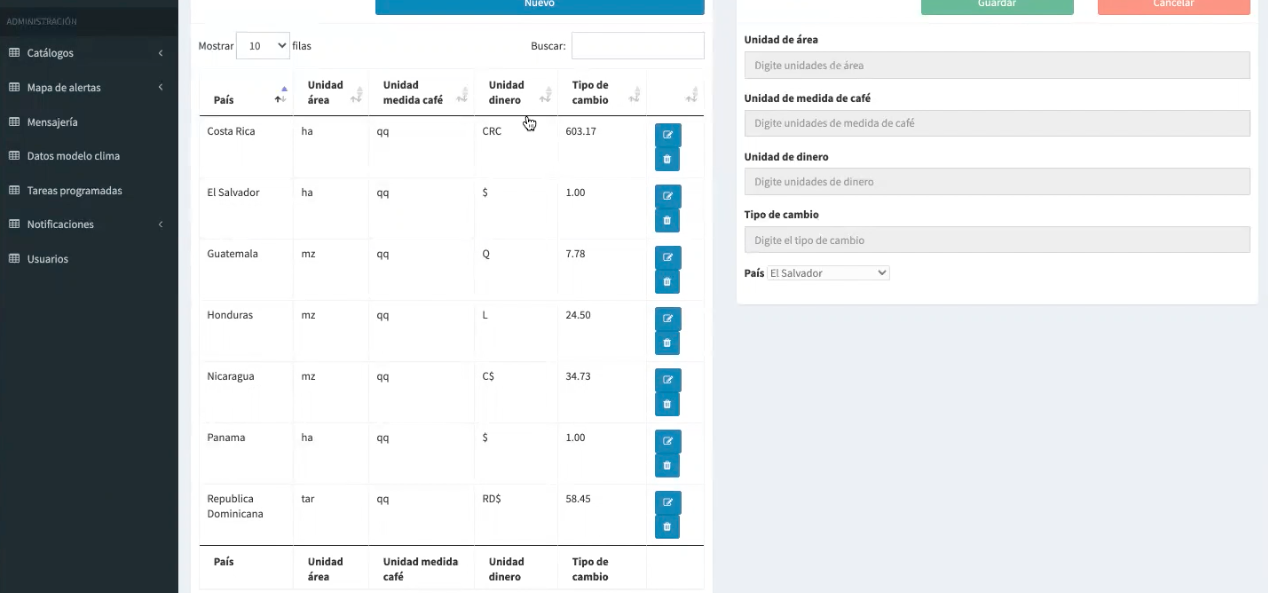 Nuevo
Guardar
Cancelar
ADMINISTRACIÓN
Catálogos
Mapa de alertas
Mensajería
Datos modelo clima
Tareas programadas
Notificaciones
Usuarios
Mostrar 10 filas
Buscar:
País Unidad área Unidad medida café Unidad dinero Tipo de cambio
Costa Rica ha qq CRC 603.17
El Salvador ha qq $ 1.00
Guatemala mz qq Q 7.78
Honduras mz qq L 24.50
Nicaragua mz qq C$ 34.73
Panama ha qq $ 1.00
Republica Dominicana tar qq RD$ 58.45
País Unidad área Unidad medida café Unidad dinero Tipo de cambio
Unidad de área
Digite unidades de área
Unidad de medida de café
Digite unidades de medida de café
Unidad de dinero
Digite unidades de dinero
Tipo de cambio
Digite el tipo de cambio
País El Salvador